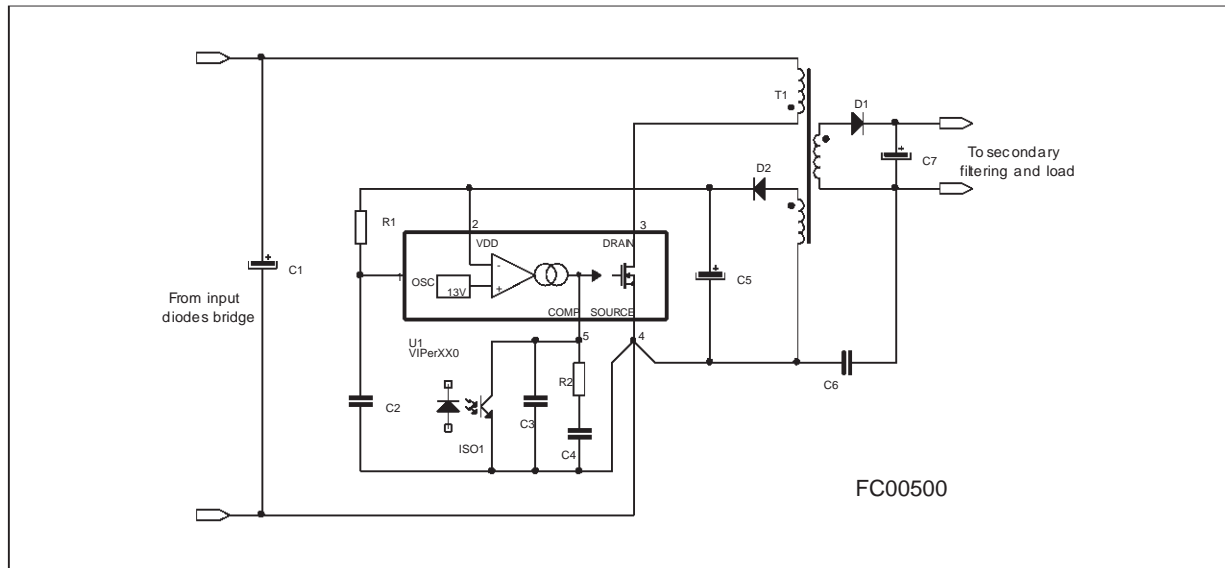 T1
D1
C7
To secondary
filtering and load
D2
R1
2
3
VDD
DRAIN
1
OSC
13V
-
+
COMP
SOURCE
C1
+
C5
+
+
From input
diodes bridge
U1
VIPerXX0
5
4
R2
C6
C2
C3
ISO1
C4
FC00500